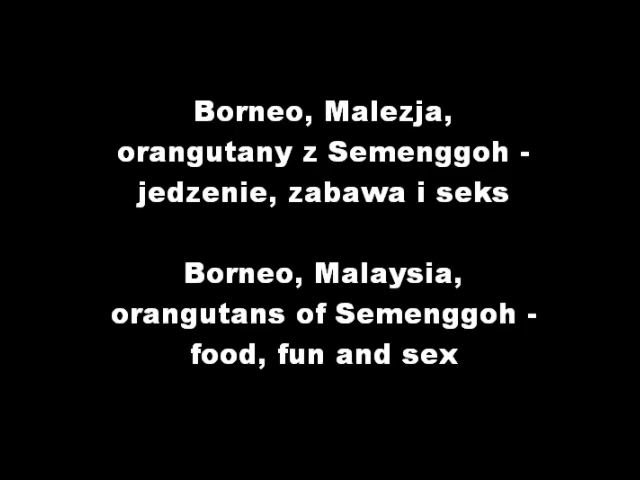 Borneo, Malezja,
orangutany z Semenggoh -
jedzenie, zabawa i seks
Borneo, Malaysia,
orangutans of Semenggoh -
food, fun and sex